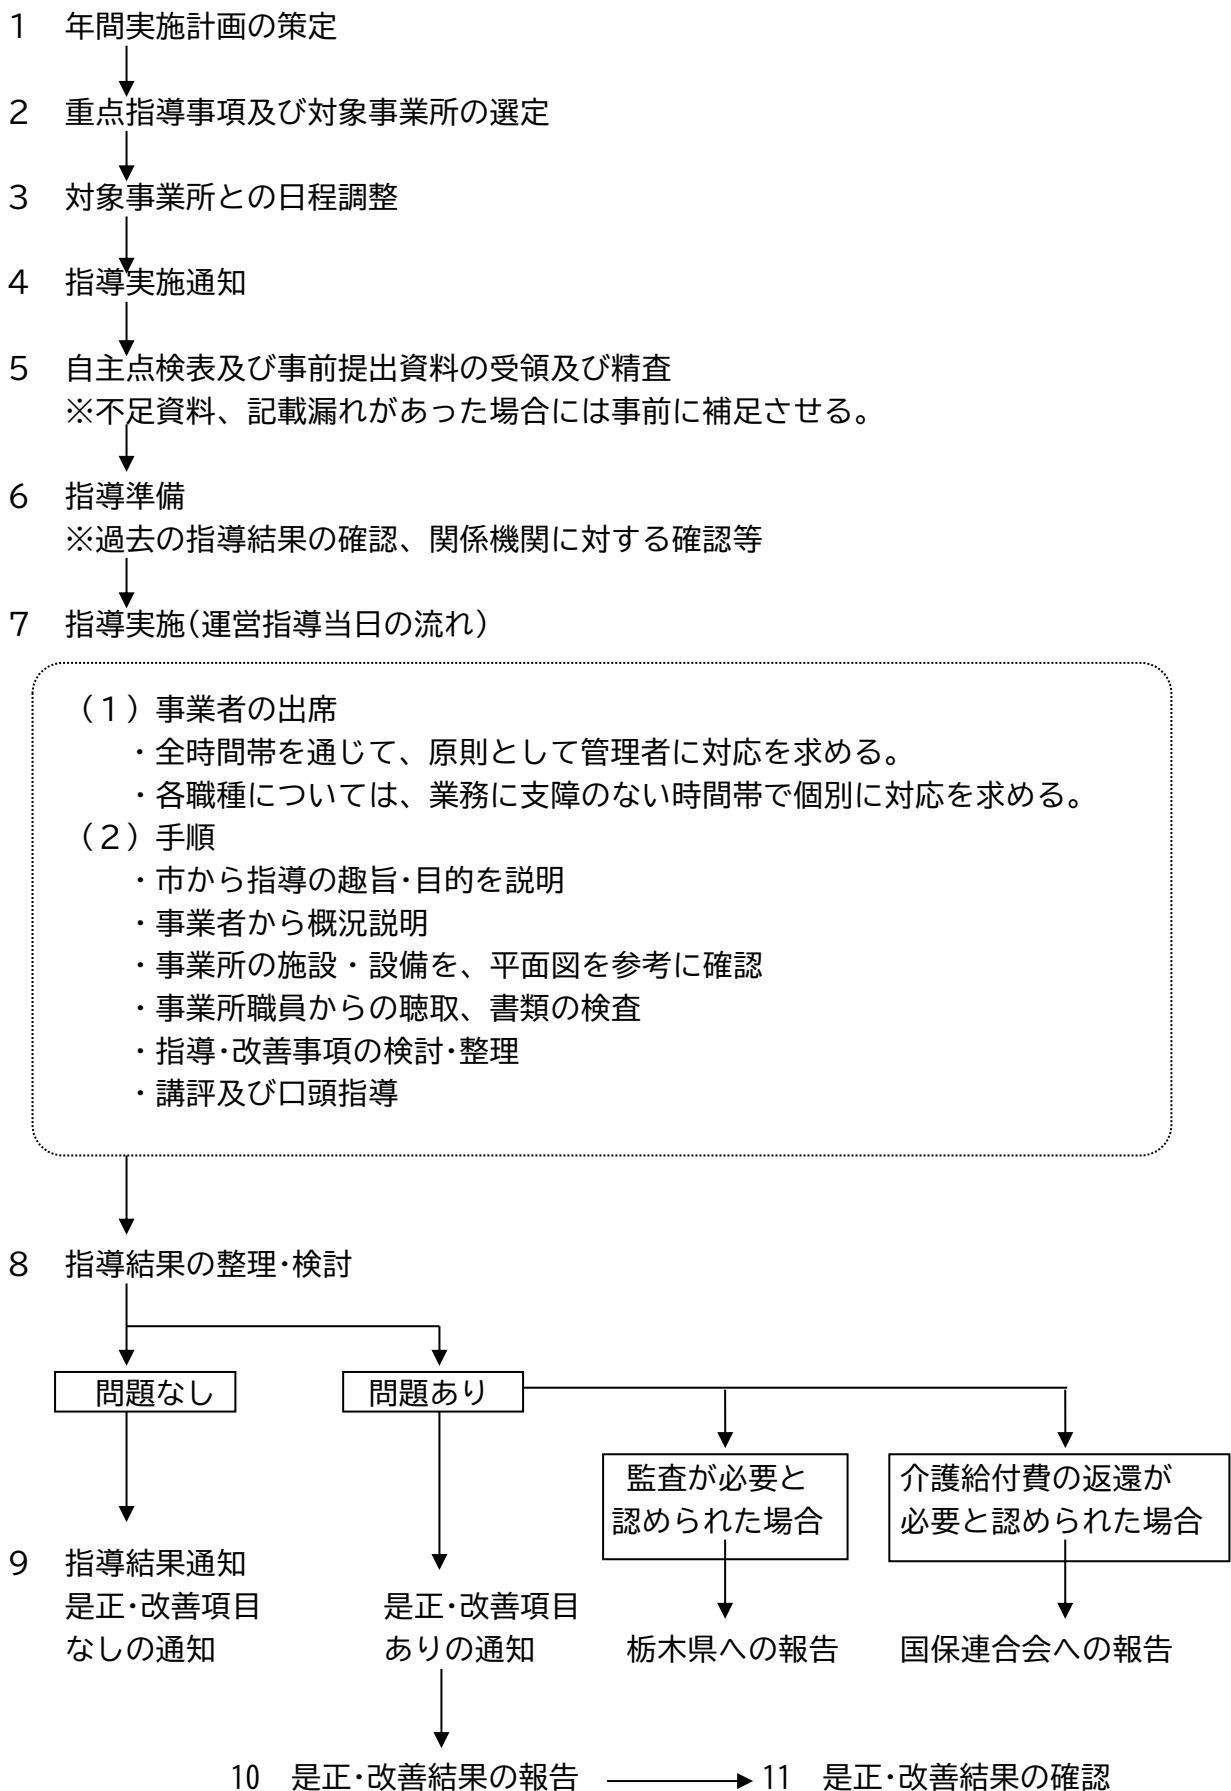 1 年間実施計画の策定
2 重点指導事項及び対象事業所の選定
3 対象事業所との日程調整
4 指導実施通知
5 自主点検表及び事前提出資料の受領及び精査
※不足資料、記載漏れがあった場合には事前に補足させる。
6 指導準備
※過去の指導結果の確認、関係機関に対する確認等
7 指導実施(運営指導当日の流れ)
(1)事業者の出席
・全時間帯を通じて、原則として管理者に対応を求める。
・各職種については、業務に支障のない時間帯で個別に対応を求める。
(2)手順
・市から指導の趣旨・目的を説明
・事業者から概況説明
・事業所の施設・設備を、平面図を参考に確認
・事業所職員からの聴取、書類の検査
・指導・改善事項の検討・整理
・講評及び口頭指導
8 指導結果の整理・検討
問題なし
問題あり
監査が必要と
認められた場合
介護給付費の返還が
必要と認められた場合
9 指導結果通知
是正・改善項目
なしの通知
是正・改善項目
ありの通知
栃木県への報告
国保連合会への報告
10 是正・改善結果の報告
11 是正・改善結果の確認